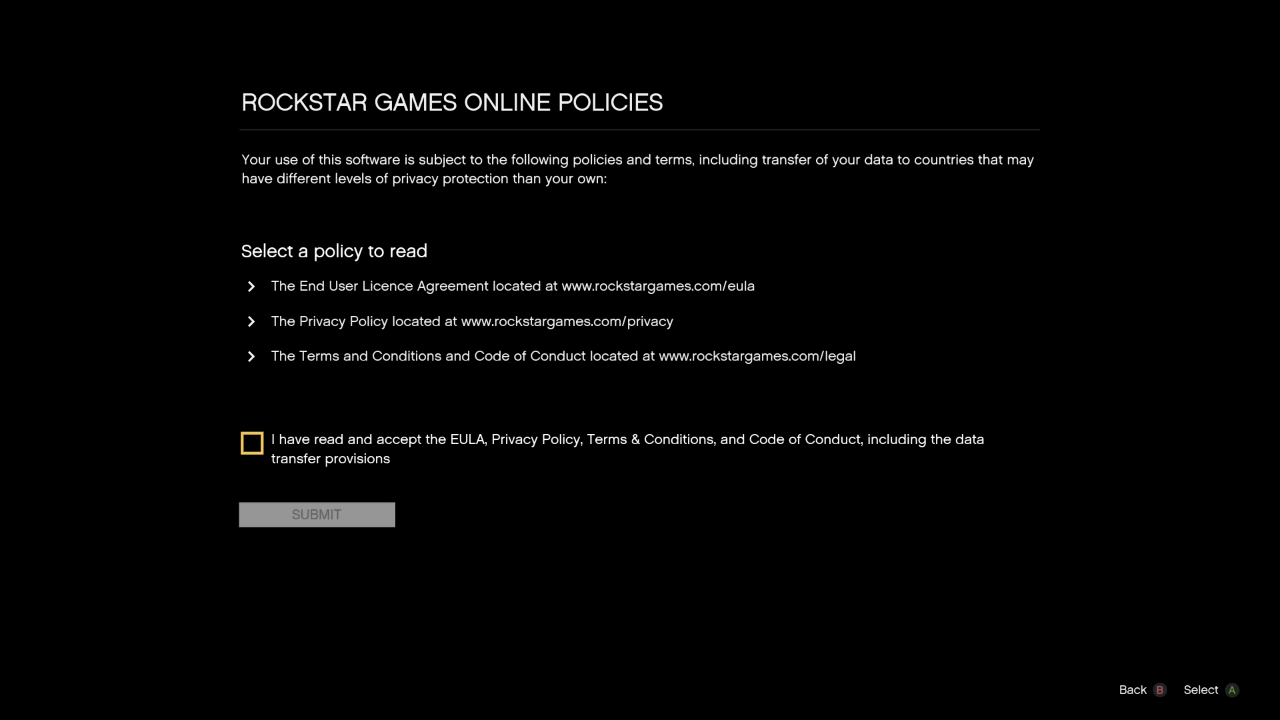 ROCKSTAR GAMES ONLINE POLICIES
Your use of this software is subject to the following policies and terms, including transfer of your data to countries that may
have different levels of privacy protection than your own:
Select a policy to read
The End User Licence Agreement located at www.rockstargames.com/eula
The Privacy Policy located at www.rockstargames.com/privacy
The Terms and Conditions and Code of Conduct located at www.rockstargames.com/legal
I have read and accept the EULA, Privacy Policy, Terms & Conditions, and Code of Conduct, including the data
transfer provisions
SUBMIT
Back B Select A